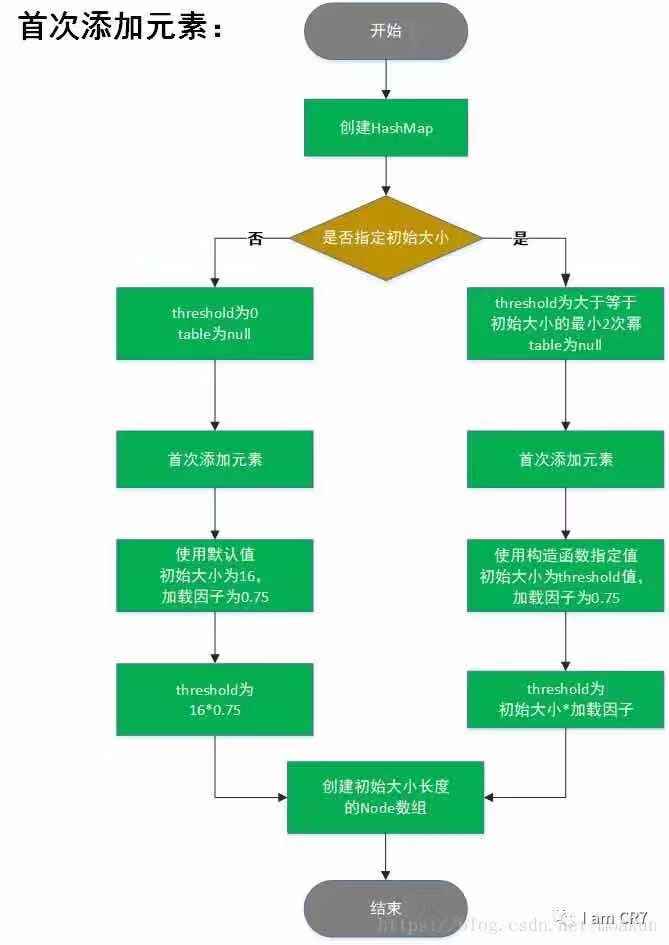 首次添加元素：
开始
创建HashMap
是否指定初始大小
否
是
threshold为0
table为null
threshold为大于等于
初始大小的最小2次幂
table为null
首次添加元素
首次添加元素
使用默认值
初始大小为16，
加载因子为0.75
使用构造函数指定值
初始大小为threshold值，
加载因子为0.75
threshold为
16*0.75
threshold为
初始大小*加载因子
创建初始大小长度
的Node数组
结束
I am CR7